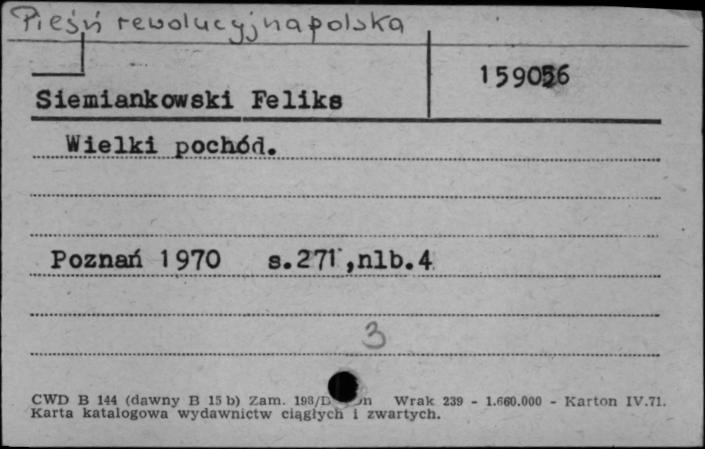 Pieśń rewolucyjna polska
159056
Siemiankowski Feliks
Wielki pochód.
Poznań 1970 s.271,nlb.4
3
CWD B 144 (dawny B 15 b) Zam. Wrak 239 - 1.660.000 - Karton IV.71.
Karta katalogowa wydawnictw ciągłych i zwartych.